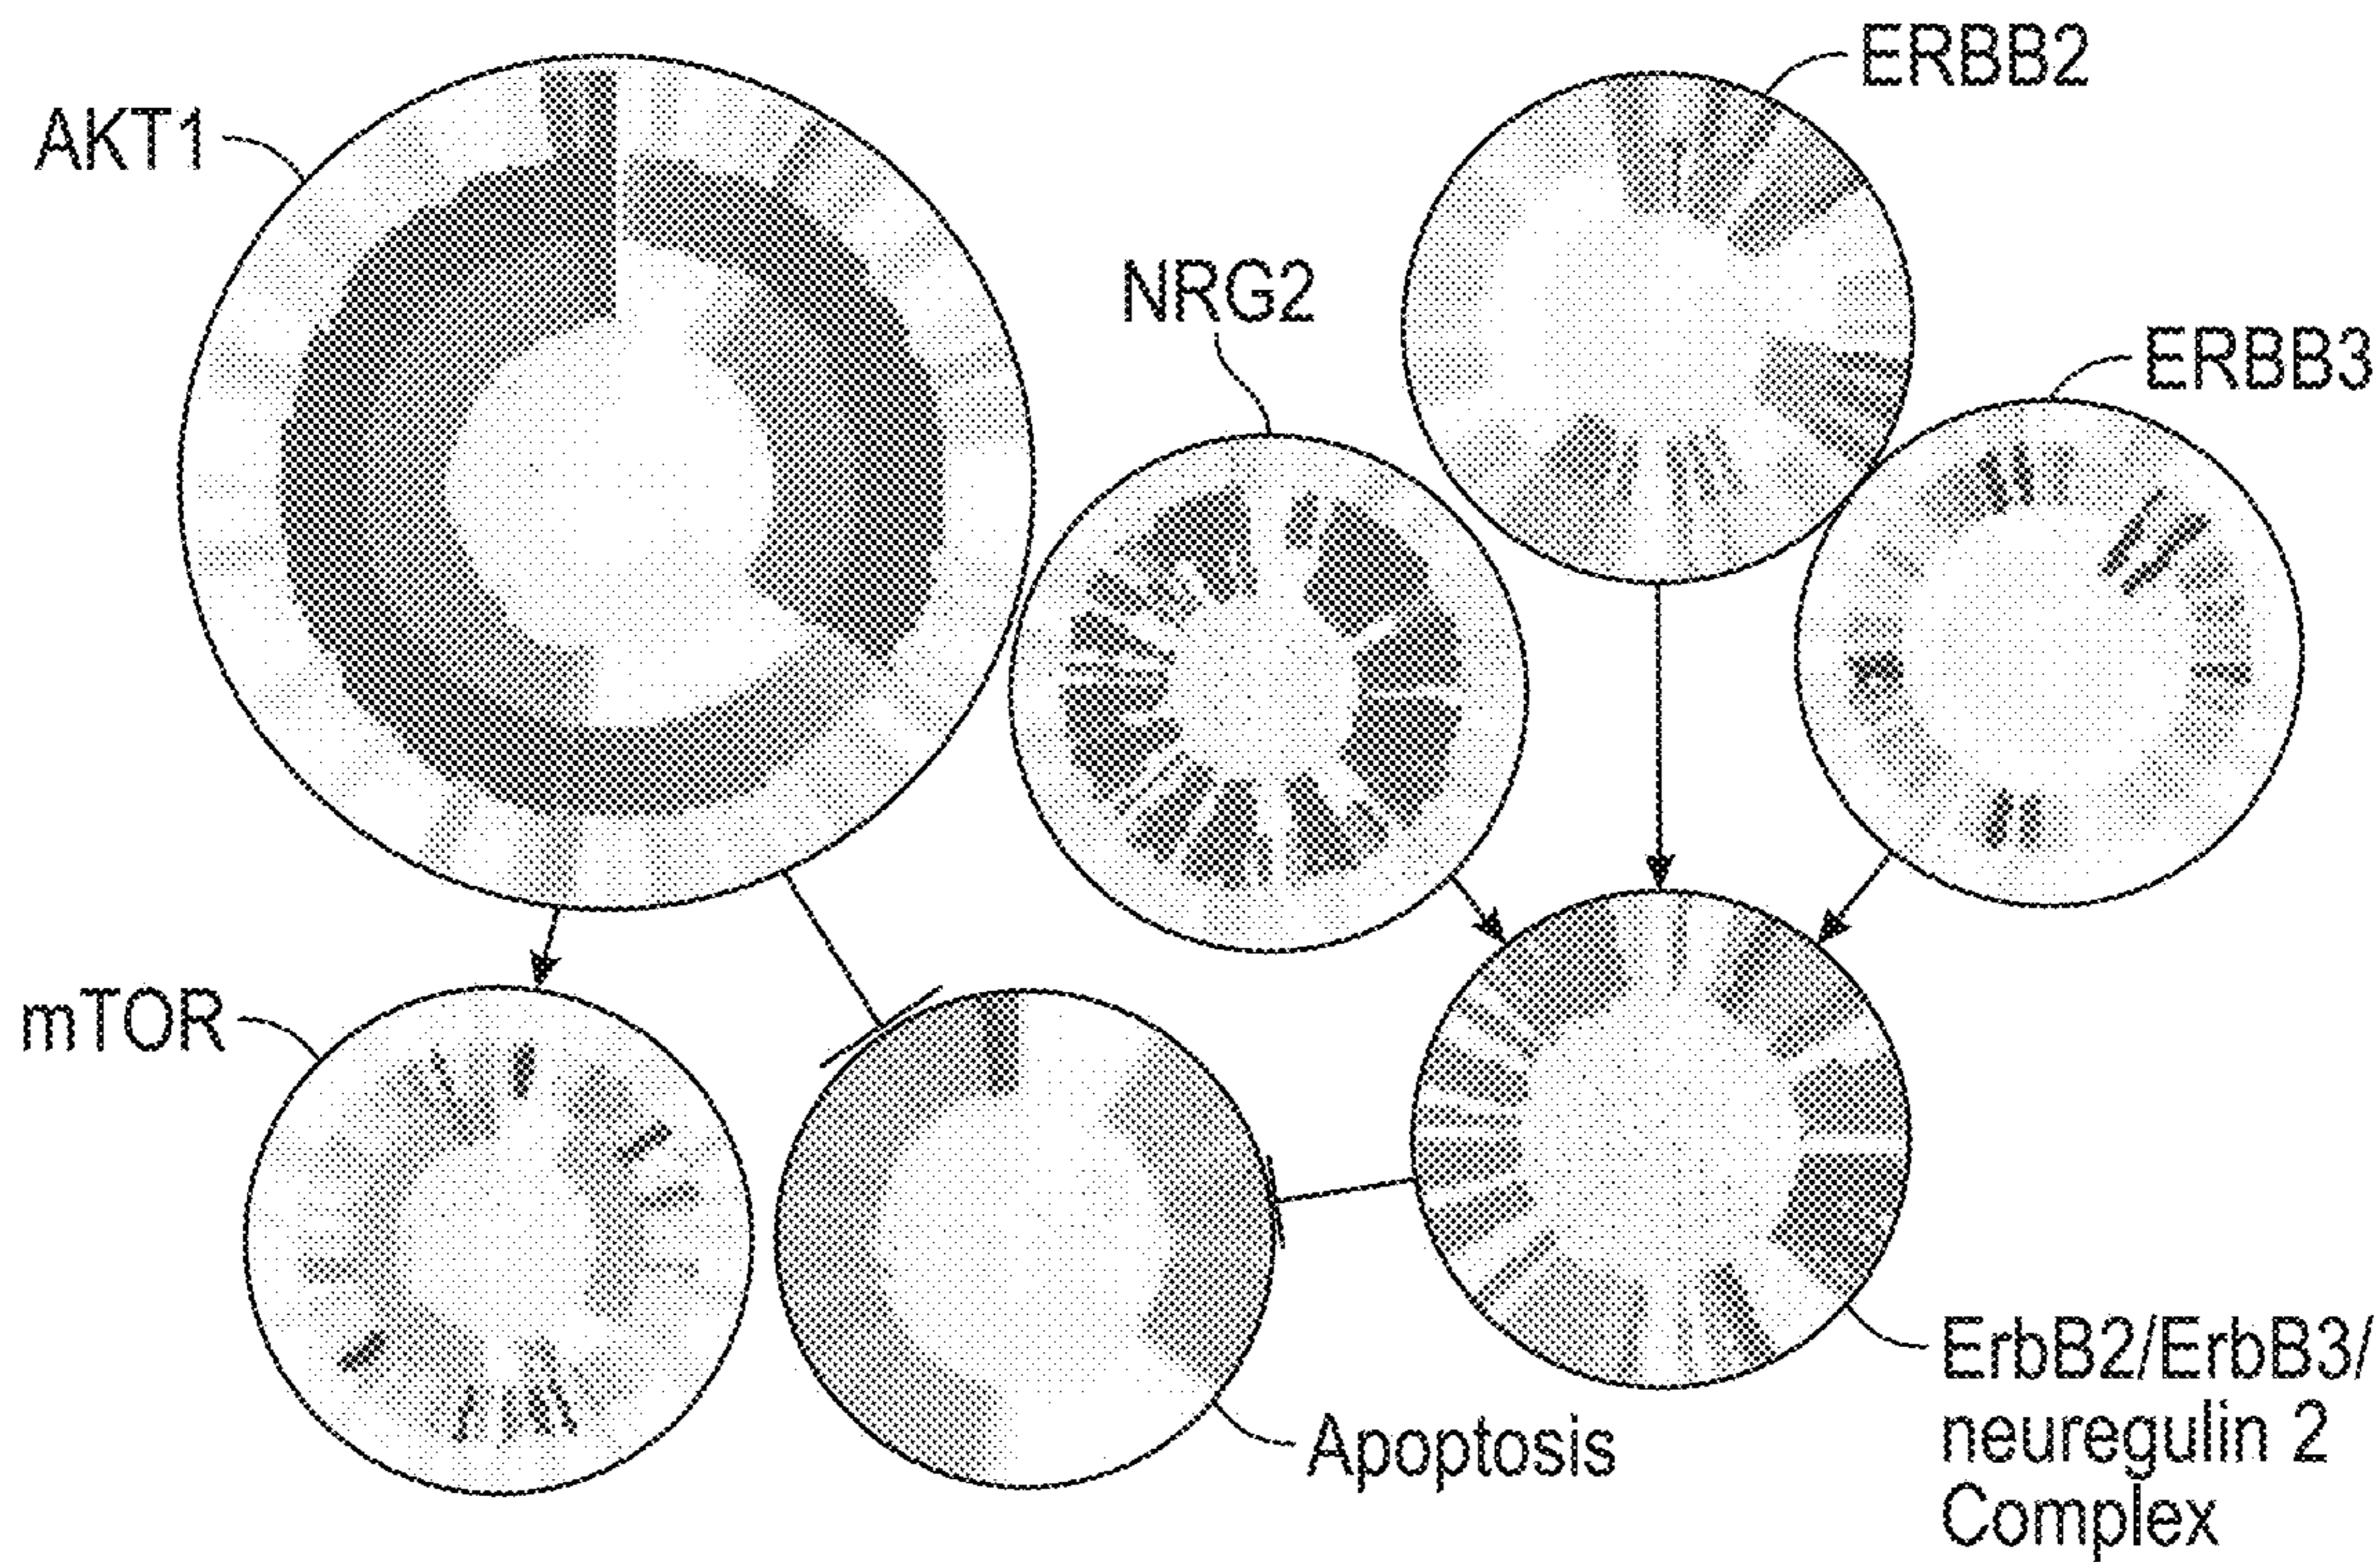 ERBB2
AKT1
NRG2
ERBB3
mTOR
ErbB2/ErbB3/
neuregulin 2
Complex
Apoptosis